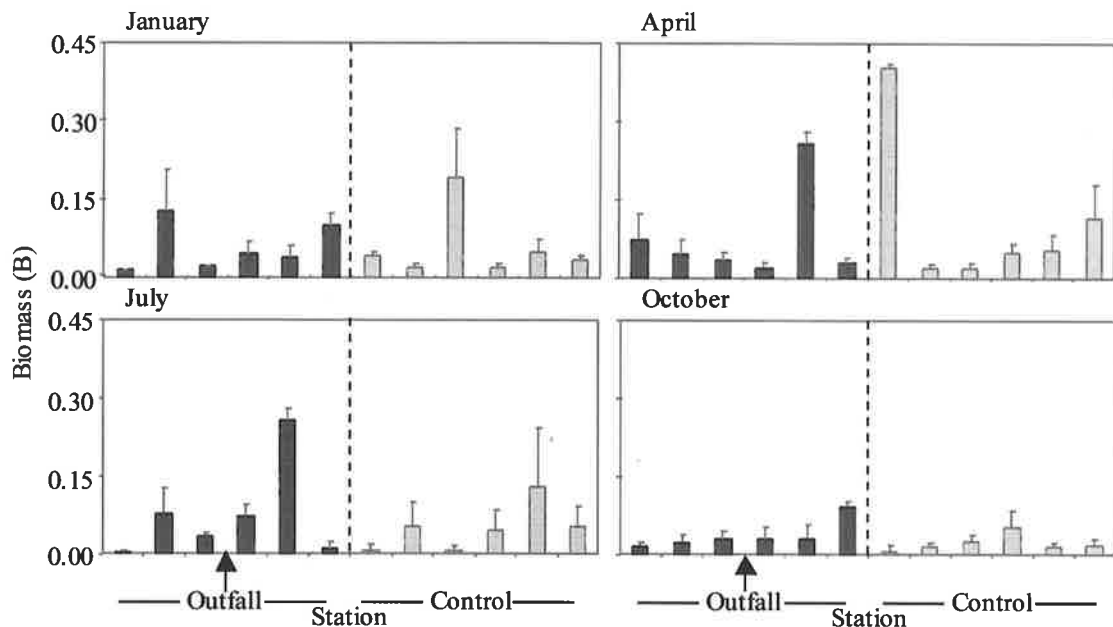 January
April
0.45
0.30
0.15
0.00
Biomass (B)
July
October
0.45
0.30
0.15
0.00
Outfall
Control
Outfall
Control
Station
Station